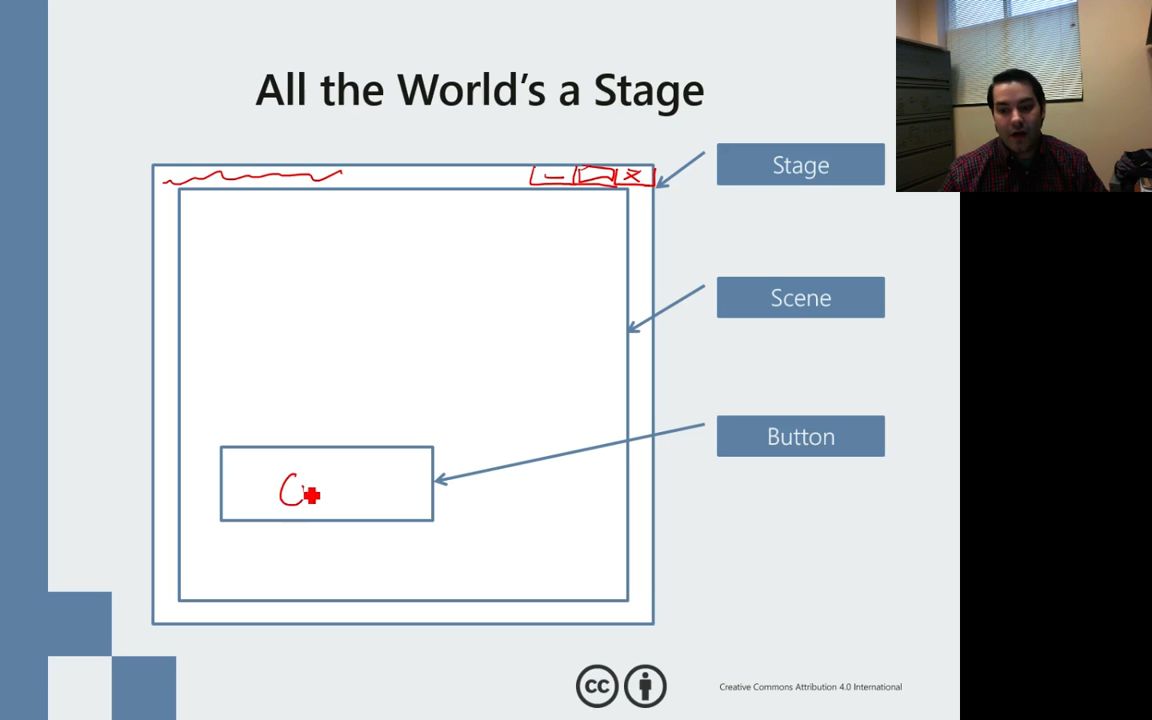 All the World's a Stage
Stage
Scene
Button
C
cc
Creative Commons Attribution 4.0 International